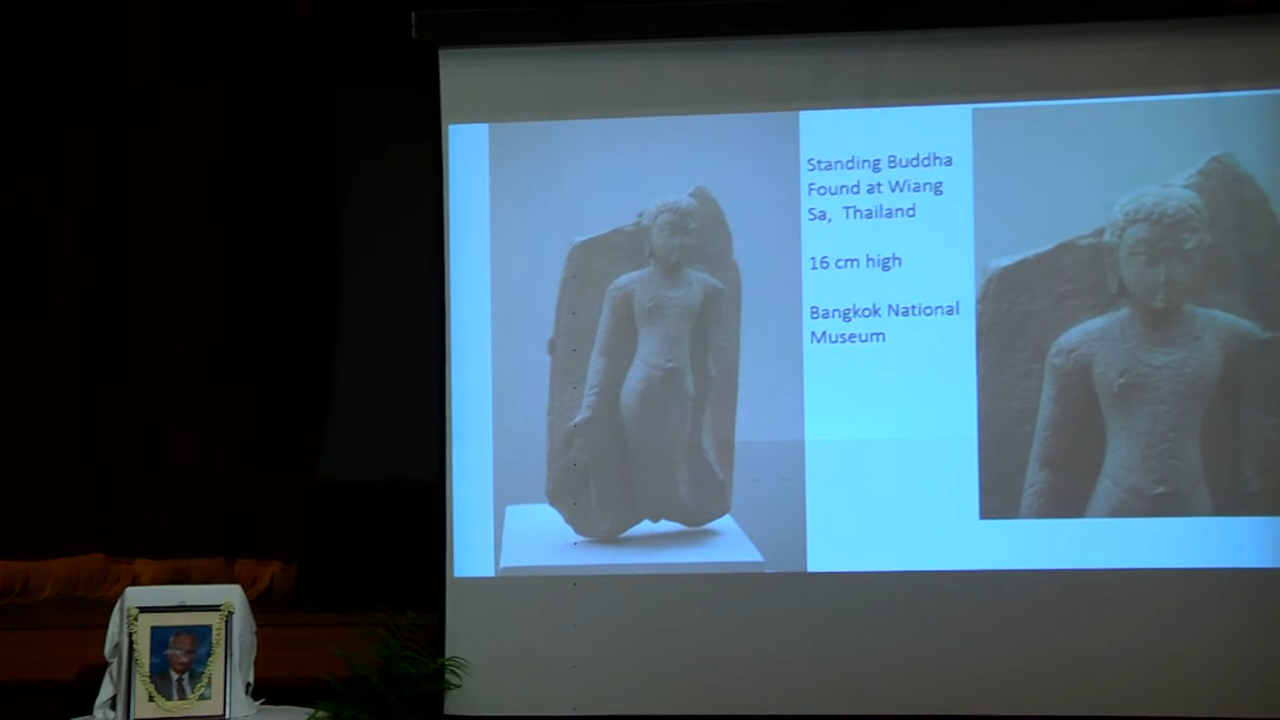 Standing Buddha
Found at Wiang
Sa, Thailand
16 cm high
Bangkok National
Museum